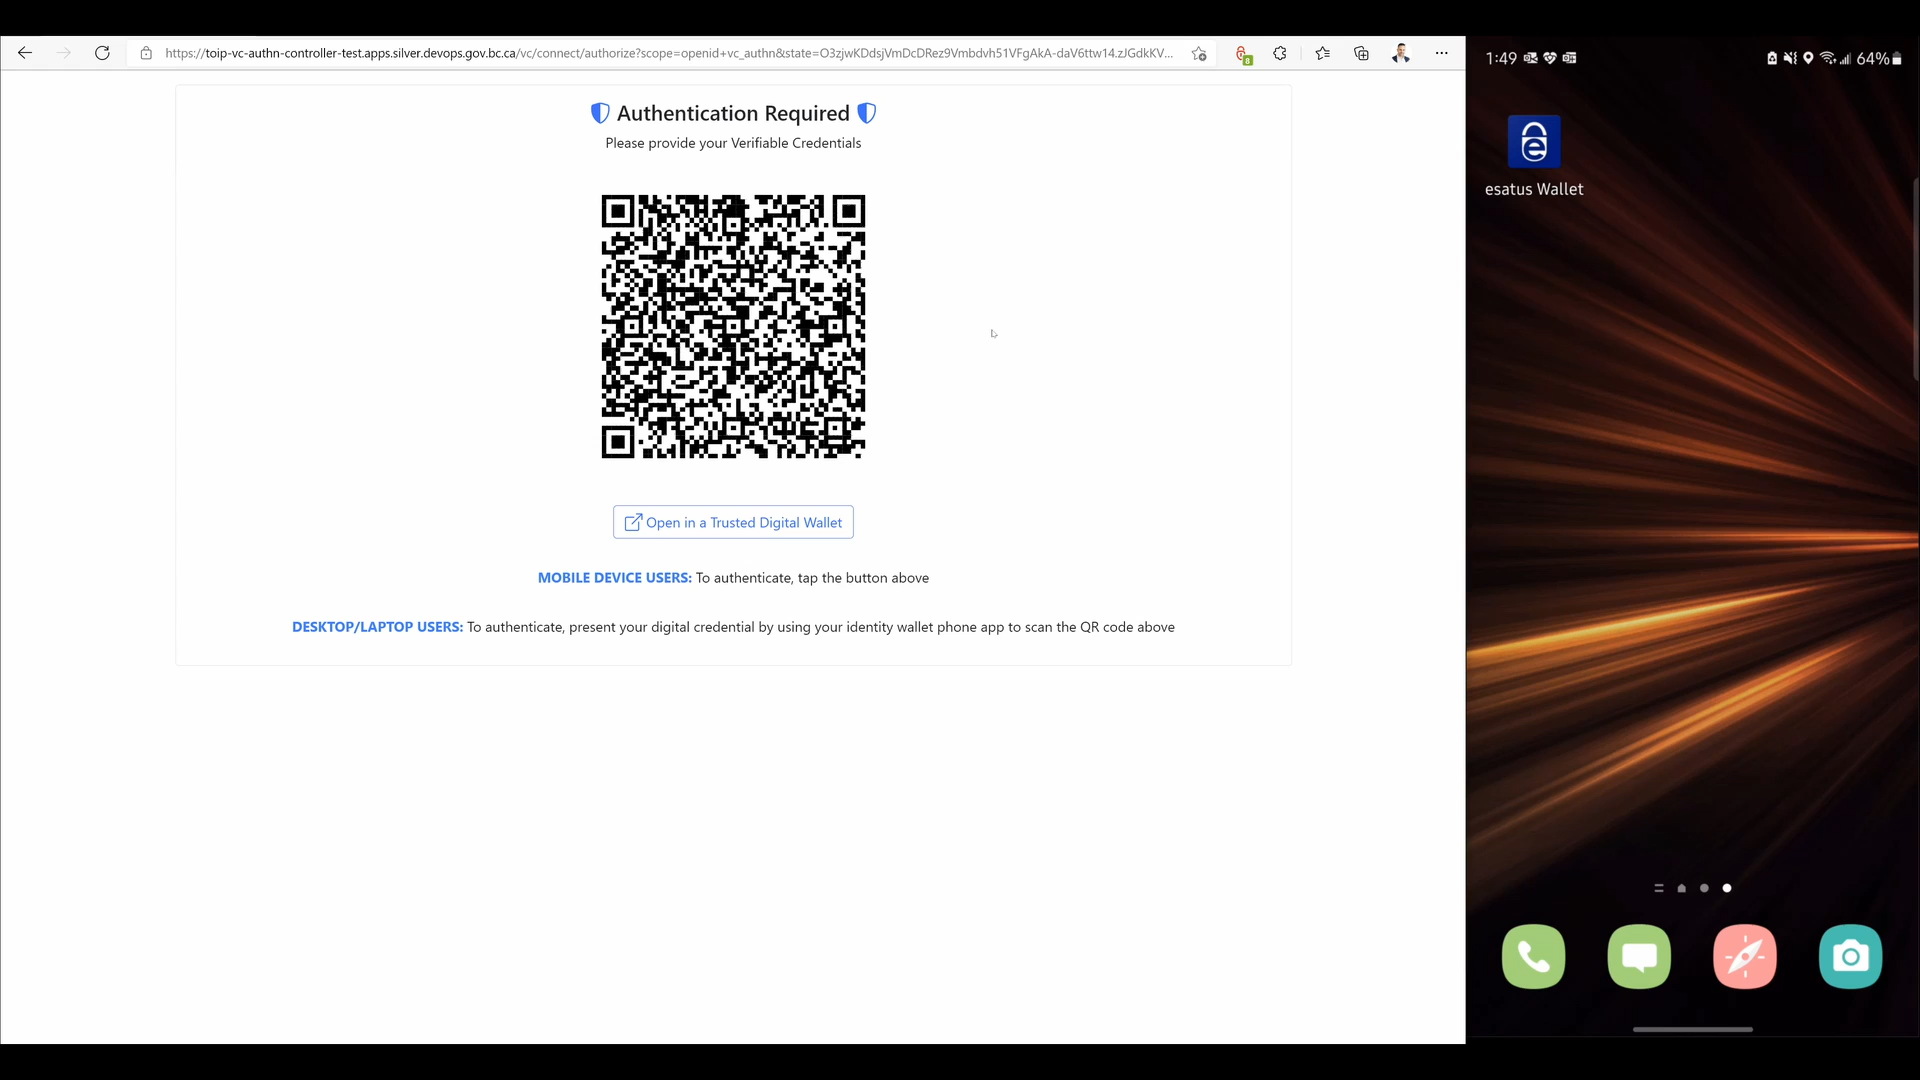 https://toip-vc-authn-controller-test.apps.silver.devops.gov.bc.ca/vc/connect/authorize?scope=openid+vc_authn&state=O3zjwKDdsjVmDcDRez9Vmbdvh51VFgAkA-daV6ttw14.zJGdkKV...
8
Authentication Required
Please provide your Verifiable Credentials
Open in a Trusted Digital Wallet
MOBILE DEVICE USERS: To authenticate, tap the button above
DESKTOP/LAPTOP USERS: To authenticate, present your digital credential by using your identity wallet phone app to scan the QR code above
1:49
64%
e
esatus Wallet